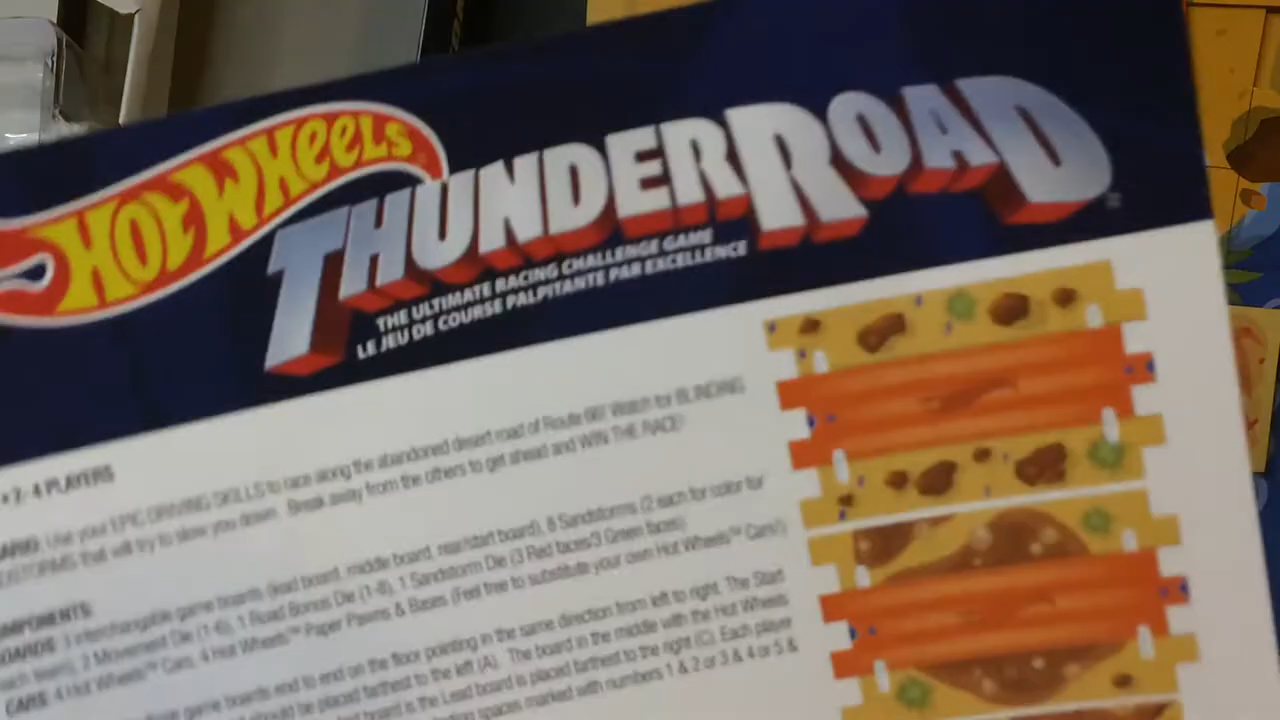 HOT WHEELS
THUNDER ROAD
THE ULTIMATE RACING CHALLENGE GAME
LE JEU DE COURSE PALPITANTE PAR EXCELLENCE
• 2-4 PLAYERS
Use your EPIC DRIVING SKILLS to race along the abandoned desert road of Route 66! Watch for BLINDING
that will try to slow you down. Break away from the others to get ahead and WIN THE RACE!
3 interchangable game boards (lead board, middle board, rear/start board), 8 Sandstorms (2 each for color for
each team), 2 Movement Die (1-6), 1 Road Bonus Die (1-8), 1 Sandstorm Die (3 Red faces/3 Green faces)
CARS: 4 Hot Wheels™ Cars, 4 Hot Wheels™ Paper Pawns & Bases (Feel free to substitute your own Hot Wheels™ Cars!)
game boards end to end on the floor pointing in the same direction from left to right. The Start
should be placed farthest to the left (A). The board in the middle with the Hot Wheels
board is the Lead board is placed farthest to the right (C). Each player
spaces marked with numbers 1 & 2 or 3 & 4 or 5 &